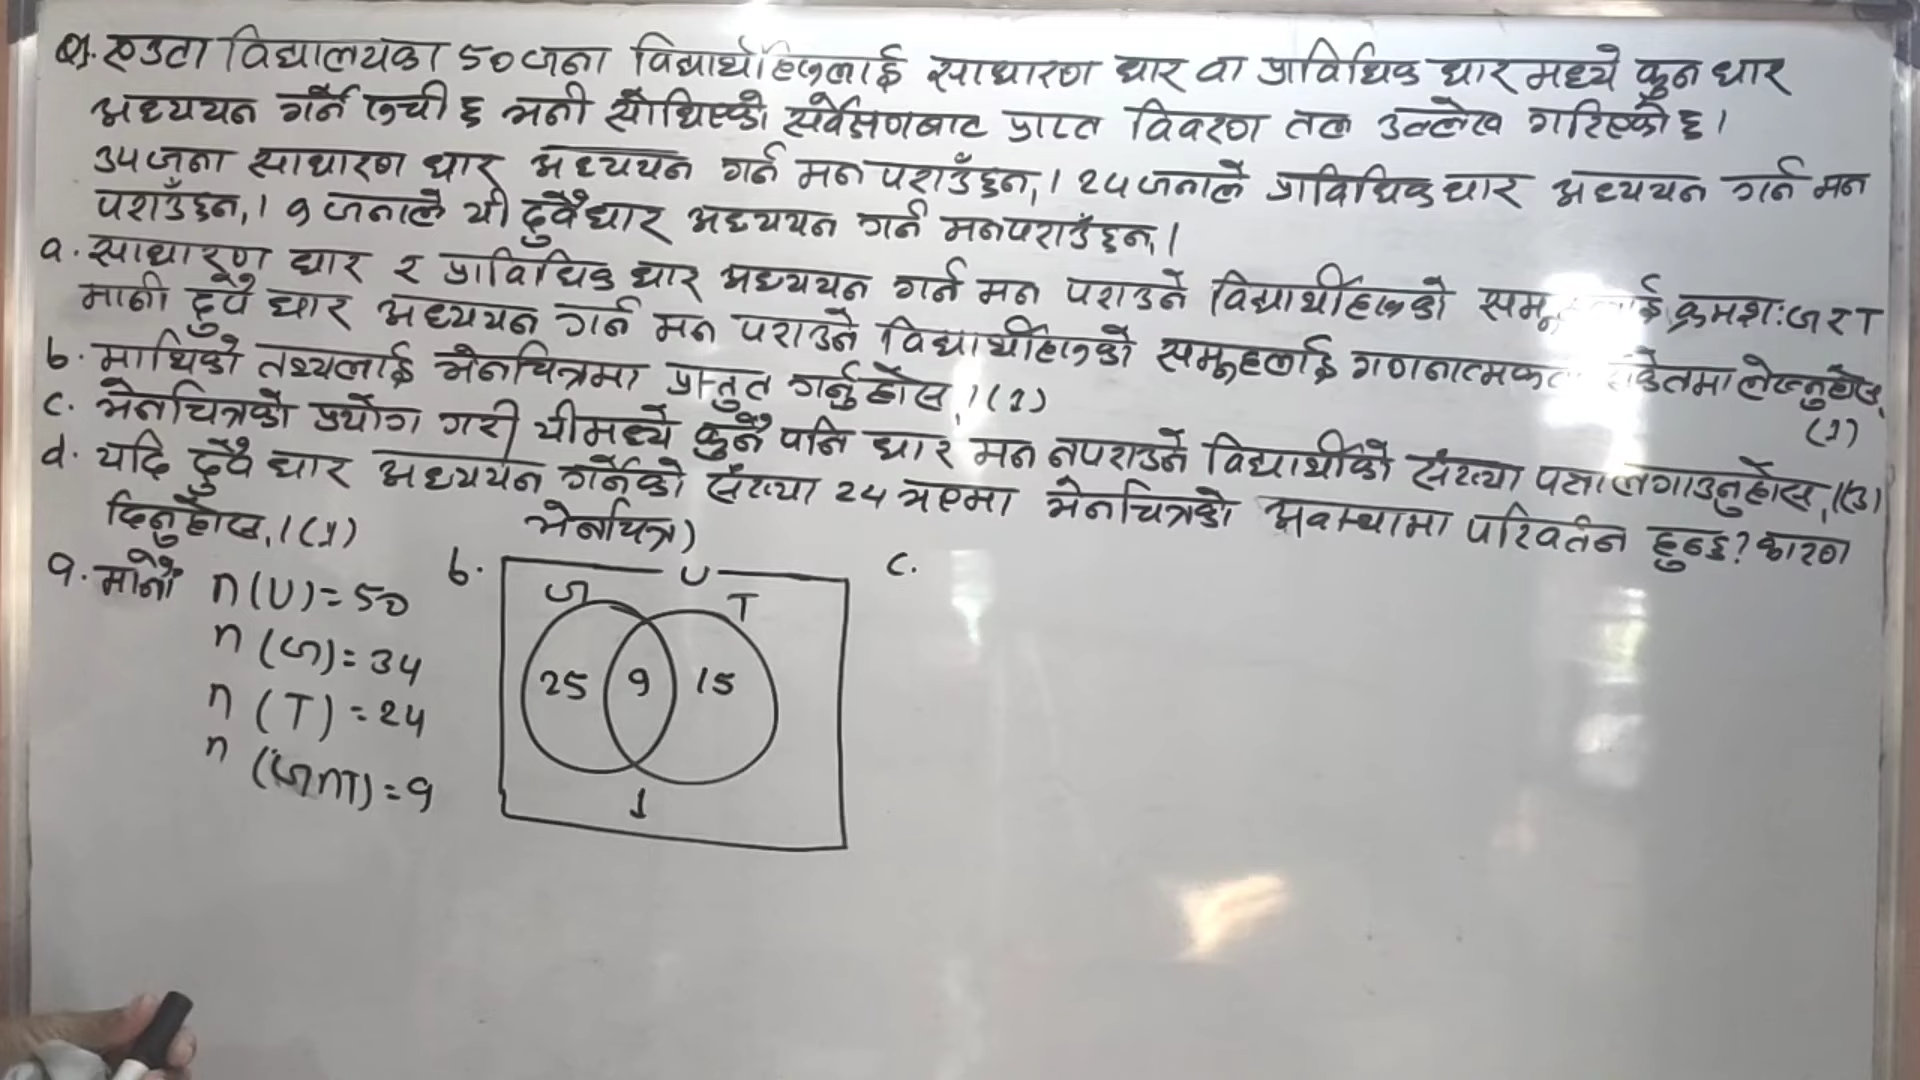 Q1. एउटा विद्यालयका 50 जना विद्यार्थीहरूलाई साधारण धार वा प्राविधिक धार मध्ये कुन धार
अध्ययन गर्ने रुची छ भनी सोधिएको सर्वेक्षणबाट प्राप्त विवरण तल उल्लेख गरिएको छ।
34 जना साधारण धार अध्ययन गर्न मन पराउँछन्। 24 जनाले प्राविधिक धार अध्ययन गर्न मन
पराउँछन्। 9 जनाले यी दुवै धार अध्ययन गर्न मनपराउँछन्।
a. साधारण धार र प्राविधिक धार अध्ययन गर्न मन पराउने विद्यार्थीहरूको क्रमश: G र T
मानी दुवै धार अध्ययन गर्न मन पराउने विद्यार्थीहरूको समूहलाई गणनात्मकता लेख्नुहोस्
(1)
b. माथिको तथ्यलाई भेनचित्रमा प्रस्तुत गर्नुहोस्।(1)
c. भेनचित्रको प्रयोग गरी यीमध्ये कुनै पनि धार मन नपराउने विद्यार्थीको संख्या पत्तालगाउनुहोस्।(3)
d. यदि दुवै धार अध्ययन गर्नेको संख्या 24 भएमा भेनचित्रको अवस्थामा परिवर्तन हुन्छ? कारण
दिनुहोस्।(1)
भेनचित्र)
a. मानौं n(U)=50
n(G)=34
n(T)=24
n(G∩T)=9
b.
U
G T
25 9 15
1
c.